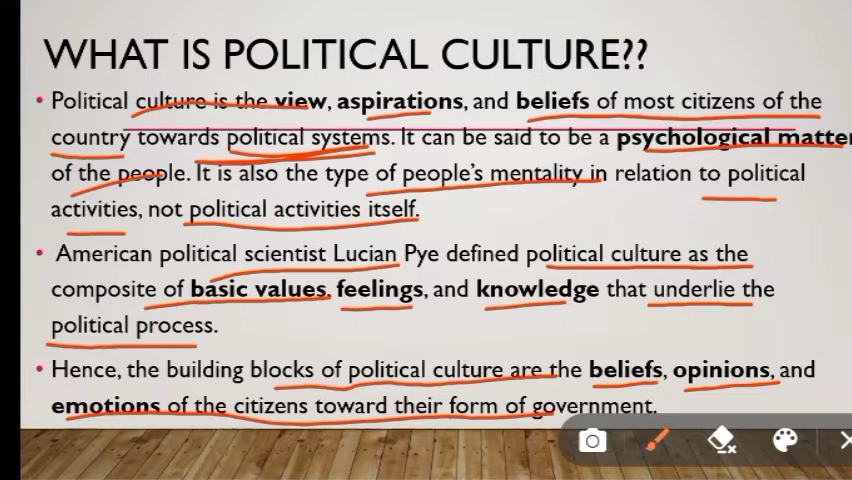 WHAT IS POLITICAL CULTURE??
• Political culture is the view, aspirations, and beliefs of most citizens of the
country towards political systems. It can be said to be a psychological matter
of the people. It is also the type of people's mentality in relation to political
activities, not political activities itself.
• American political scientist Lucian Pye defined political culture as the
composite of basic values, feelings, and knowledge that underlie the
political process.
• Hence, the building blocks of political culture are the beliefs, opinions, and
emotions of the citizens toward their form of government.